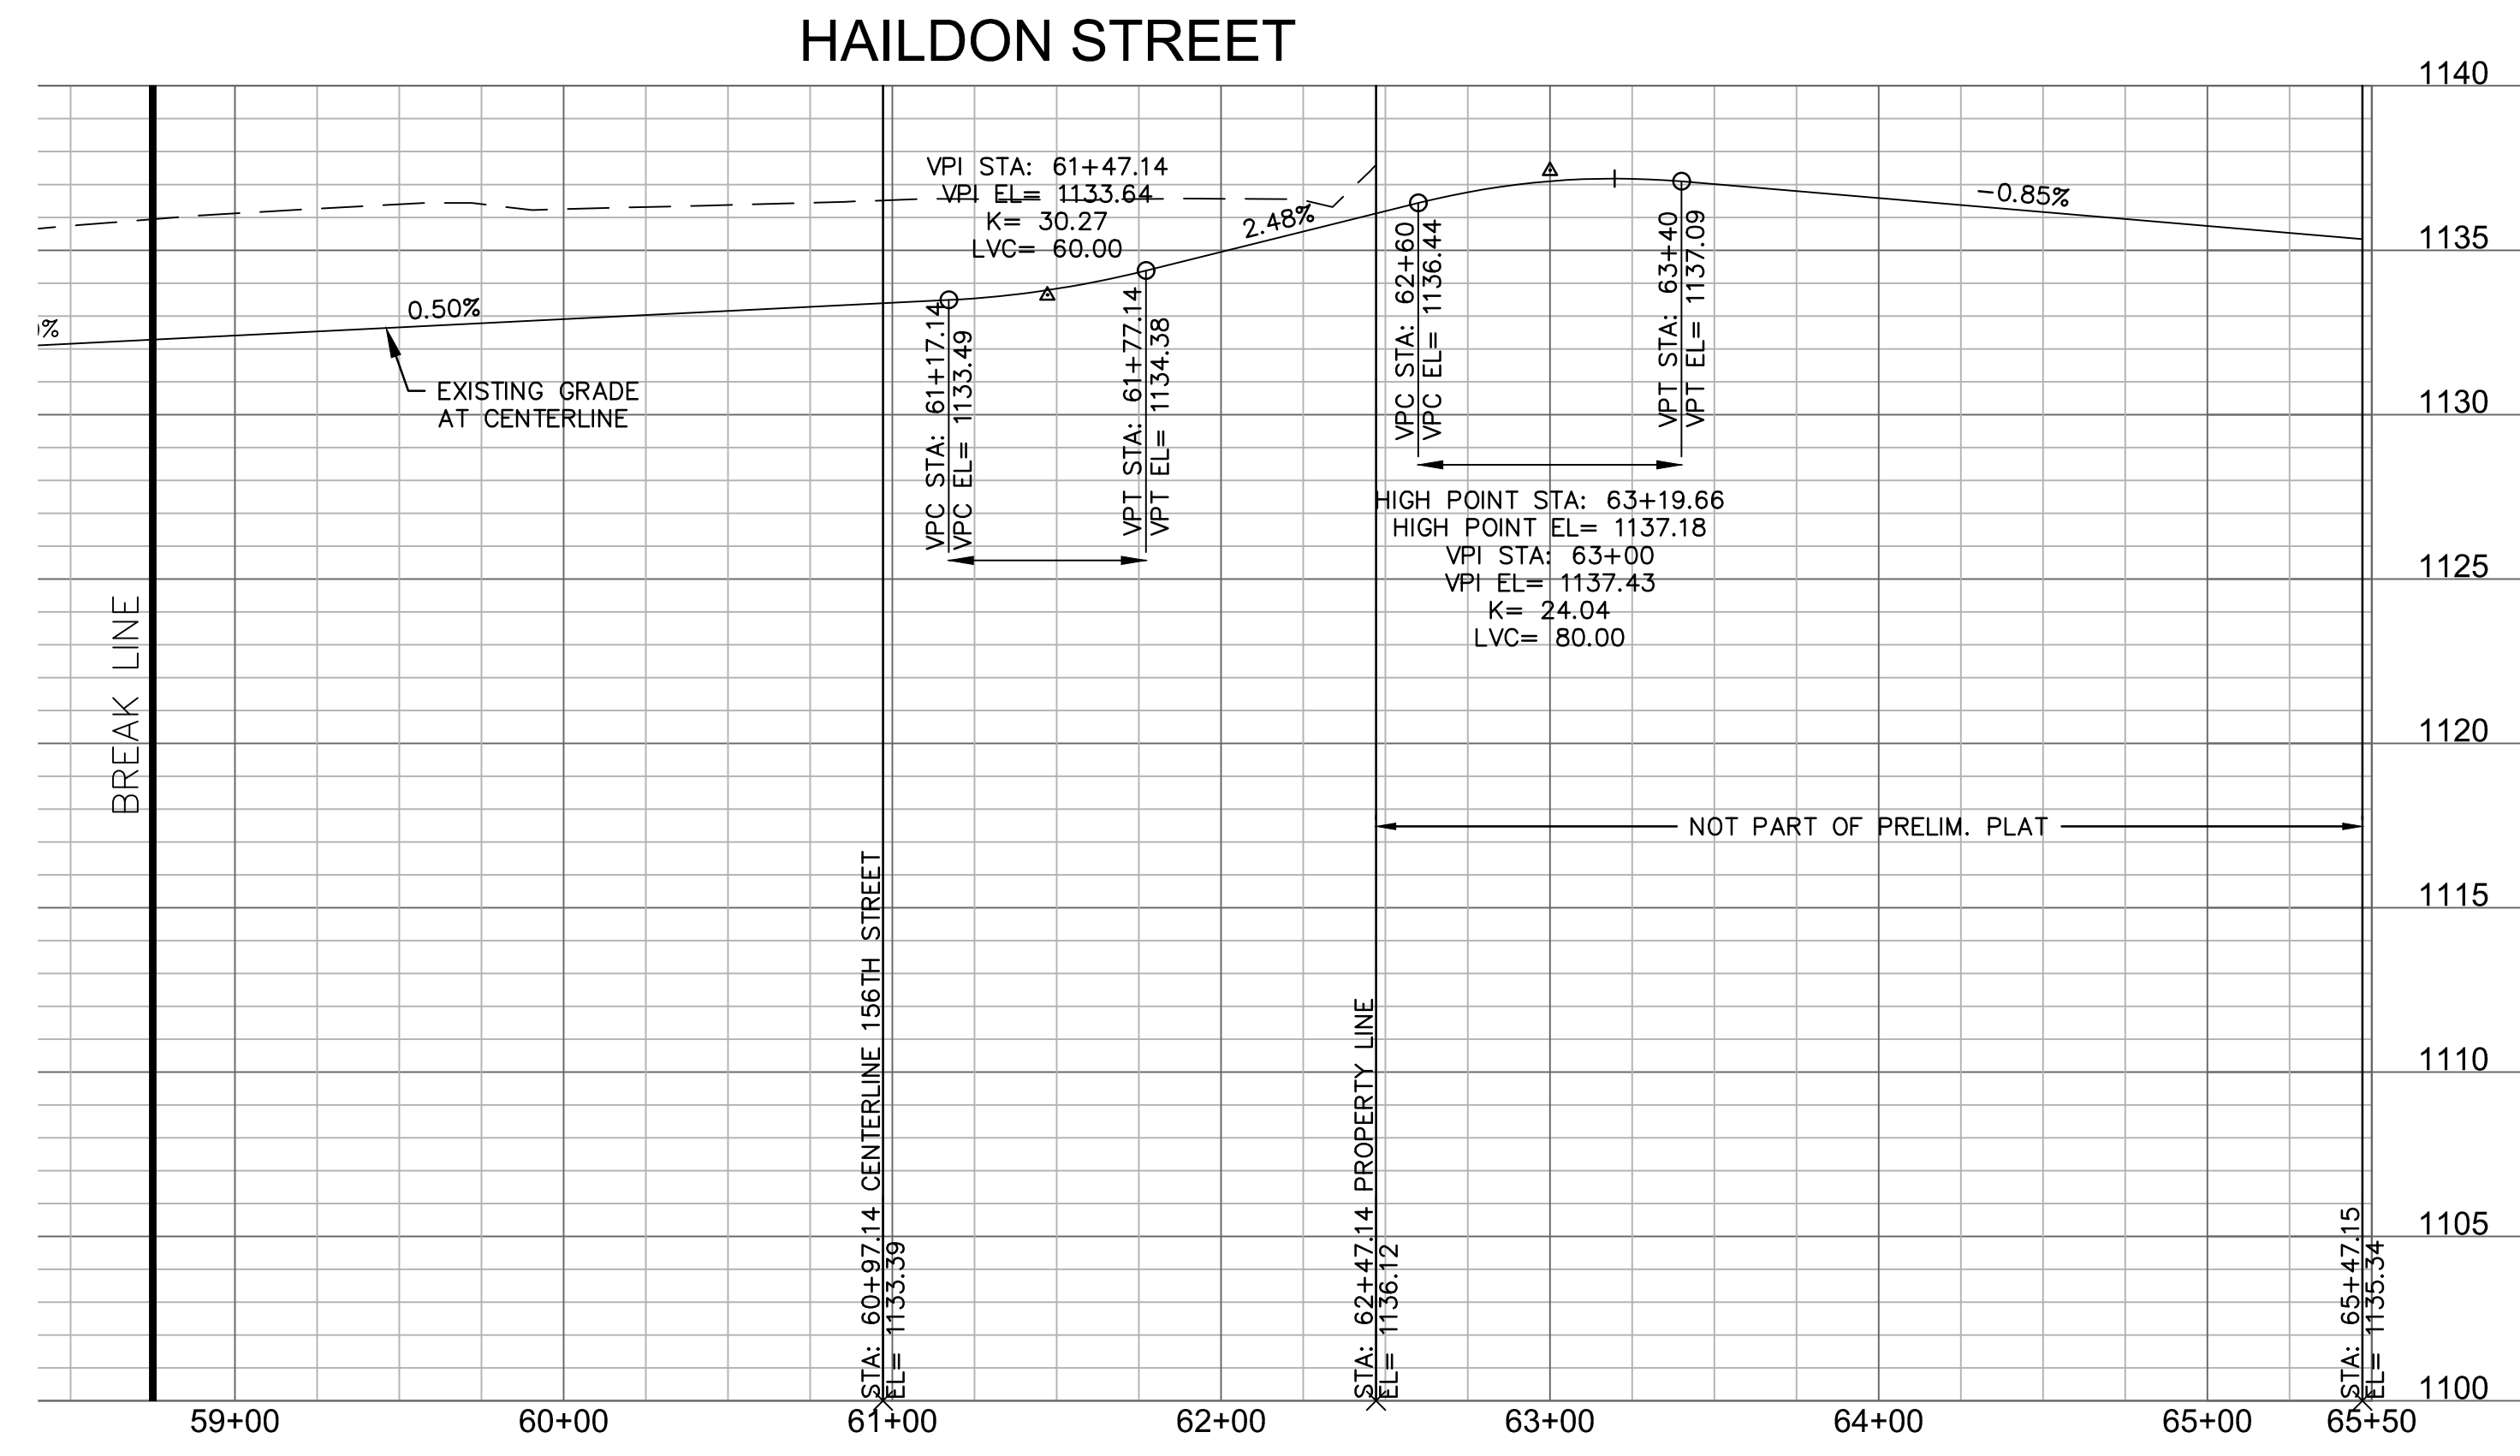 HAILDON STREET
1140
VPI STA: 61+47.14
VPI EL= 1133.64
K= 30.27
LVC= 60.00
2.48%
-0.85%
1135
0.50%
%
EXISTING GRADE
AT CENTERLINE
VPC STA: 61+17.14
VPC EL= 1133.49
VPT STA: 61+77.14
VPT EL= 1134.38
VPC STA: 62+60
VPC EL= 1136.44
VPT STA: 63+40
VPT EL= 1137.09
1130
HIGH POINT STA: 63+19.66
HIGH POINT EL= 1137.18
VPI STA: 63+00
VPI EL= 1137.43
K= 24.04
LVC= 80.00
1125
BREAK LINE
1120
NOT PART OF PRELIM. PLAT
1115
1110
1105
STA: 60+97.14 CENTERLINE 156TH STREET
EL= 1133.39
STA: 62+47.14 PROPERTY LINE
EL= 1136.12
STA: 65+47.15
EL= 1135.34
1100
59+00
60+00
61+00
62+00
63+00
64+00
65+00
65+50